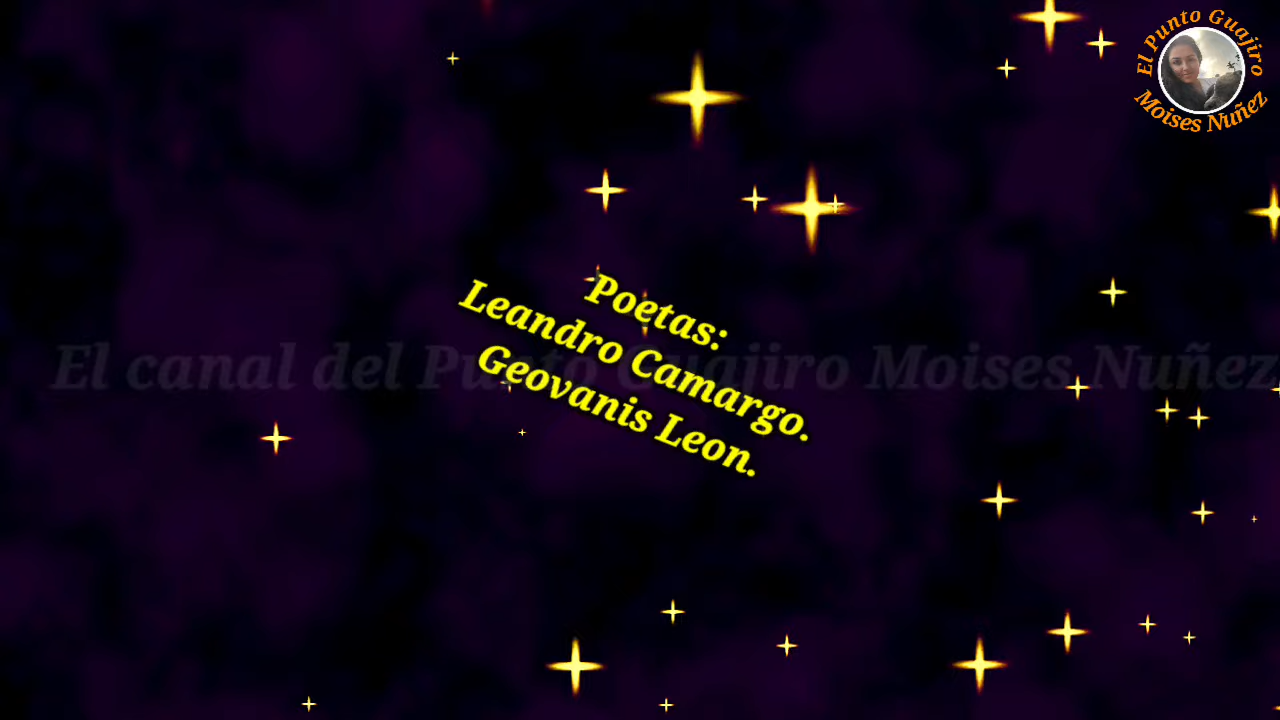 El Punto Guajiro
Moises Nuñez
Poetas:
Leandro Camargo.
Geovanis Leon.
El canal del Punto Guajiro Moises Nuñez